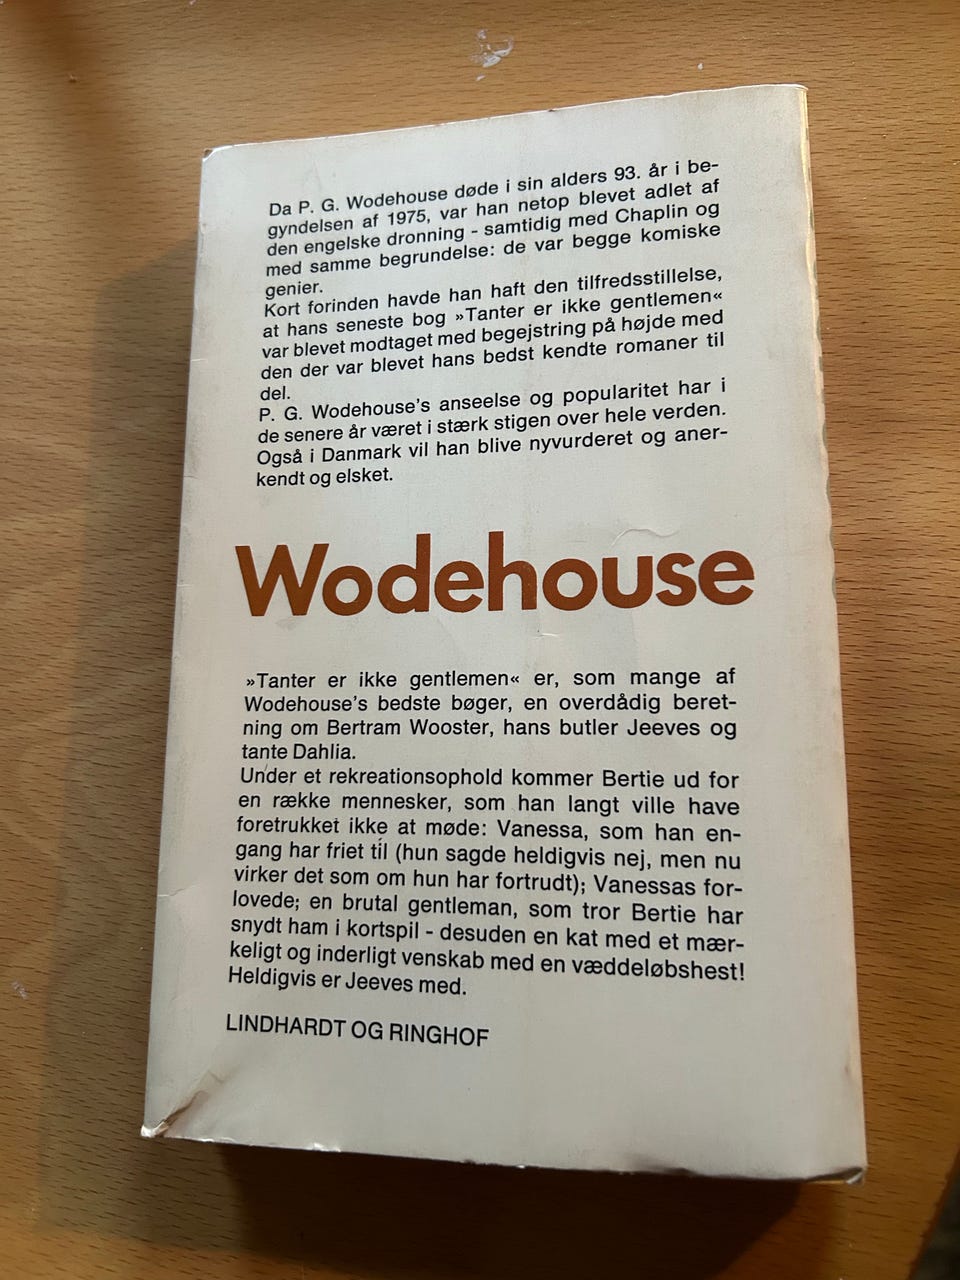 Da P. G. Wodehouse døde i sin alders 93. år i be-
gyndelsen af 1975, var han netop blevet adlet af
den engelske dronning - samtidig med Chaplin og
med samme begrundelse: de var begge komiske
genier.
Kort forinden havde han haft den tilfredsstillelse,
at hans seneste bog »Tanter er ikke gentlemen«
var blevet modtaget med begejstring på højde med
den der var blevet hans bedst kendte romaner til
del.
P. G. Wodehouse's anseelse og popularitet har i
de senere år været i stærk stigen over hele verden.
Også i Danmark vil han blive nyvurderet og aner-
kendt og elsket.
Wodehouse
»Tanter er ikke gentlemen« er, som mange af
Wodehouse's bedste bøger, en overdådig beret-
ning om Bertram Wooster, hans butler Jeeves og
tante Dahlia.
Under et rekreationsophold kommer Bertie ud for
en række mennesker, som han langt ville have
foretrukket ikke at møde: Vanessa, som han en-
gang har friet til (hun sagde heldigvis nej, men nu
virker det som om hun har fortrudt); Vanessas for-
lovede; en brutal gentleman, som tror Bertie har
snydt ham i kortspil - desuden en kat med et mær-
keligt og inderligt venskab med en væddeløbshest!
Heldigvis er Jeeves med.
LINDHARDT OG RINGHOF